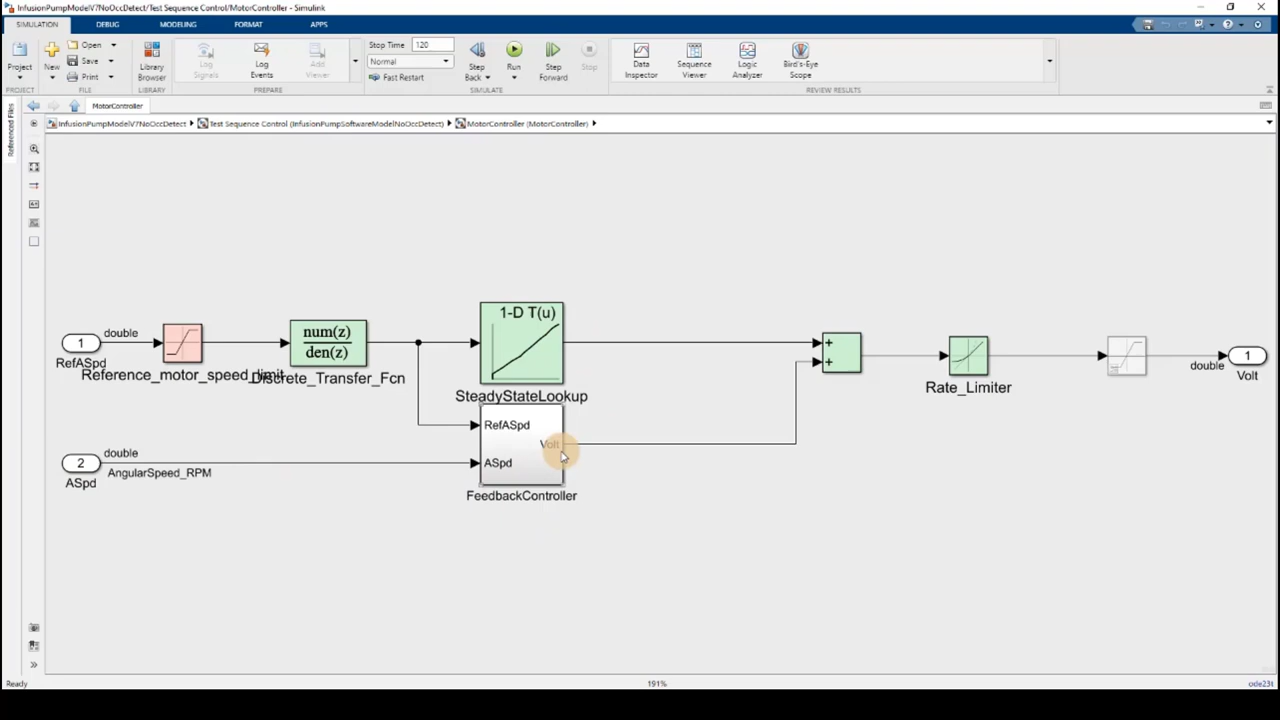 InfusionPumpModelV7NoOccDetect/Test Sequence Control/MotorController - Simulink
SIMULATION DEBUG MODELING FORMAT APPS
Project
New
Open
Save
Print
Library Browser
Log Signals
Log Events
Add Viewer
Stop Time 120
Normal
Fast Restart
Step Back
Run
Step Forward
Stop
Data Inspector
Sequence Viewer
Logic Analyzer
Bird's-Eye Scope
PROJECT FILE LIBRARY PREPARE SIMULATE REVIEW RESULTS
Referenced Files
MotorController
InfusionPumpModelV7NoOccDetect Test Sequence Control (InfusionPumpSoftwareModelNoOccDetect) MotorController (MotorController)
1-D T(u)
num(z)
den(z)
double
1
RefASpd
Reference_motor_speed_limit
Discrete_Transfer_Fcn
SteadyStateLookup
+
+
Rate_Limiter
double
1
Volt
RefASpd
Volt
ASpd
FeedbackController
double
2
ASpd
AngularSpeed_RPM
Ready
191%
ode23t